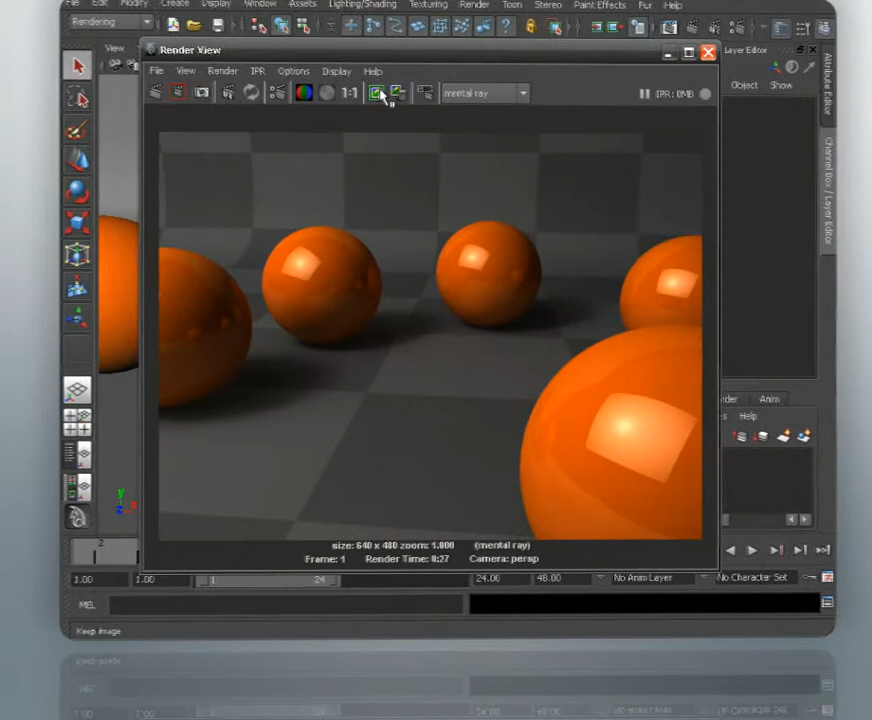 File Edit Modify Create Display Window Assets Lighting/Shading Texturing Render Toon Stereo Paint Effects Fur Help
Rendering
View
Render View
Layer Editor
File View Render IPR Options Display Help
Object Show
1:1
mental ray
IPR: 0MB
Attribute Editor
Channel Box / Layer Editor
Anim
Help
size: 640 x 480 zoom: 1.000 (mental ray)
Frame: 1 Render Time: 0:27 Camera: persp
y
x
z
2
1.00 1.00 1 24 24.00 48.00 No Anim Layer No Character Set
MEL
Keep image